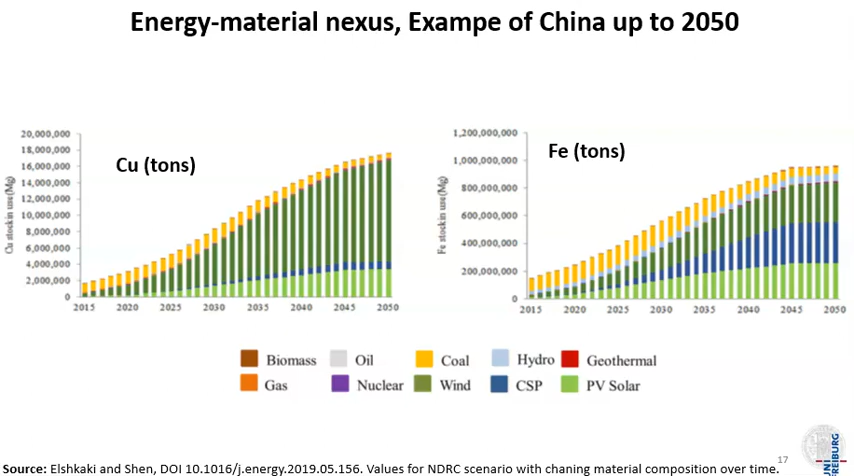 Energy-material nexus, Exampe of China up to 2050
Cu (tons)
Cu stock in use(Mg)
20,000,000
18,000,000
16,000,000
14,000,000
12,000,000
10,000,000
8,000,000
6,000,000
4,000,000
2,000,000
0
2015 2020 2025 2030 2035 2040 2045 2050
Fe (tons)
Fe stock in use(Mg)
1,200,000,000
1,000,000,000
800,000,000
600,000,000
400,000,000
200,000,000
0
2015 2020 2025 2030 2035 2040 2045 2050
Biomass Oil Coal Hydro Geothermal
Gas Nuclear Wind CSP PV Solar
17
Source: Elshkaki and Shen, DOI 10.1016/j.energy.2019.05.156. Values for NDRC scenario with chaning material composition over time.
UNI
FREIBURG